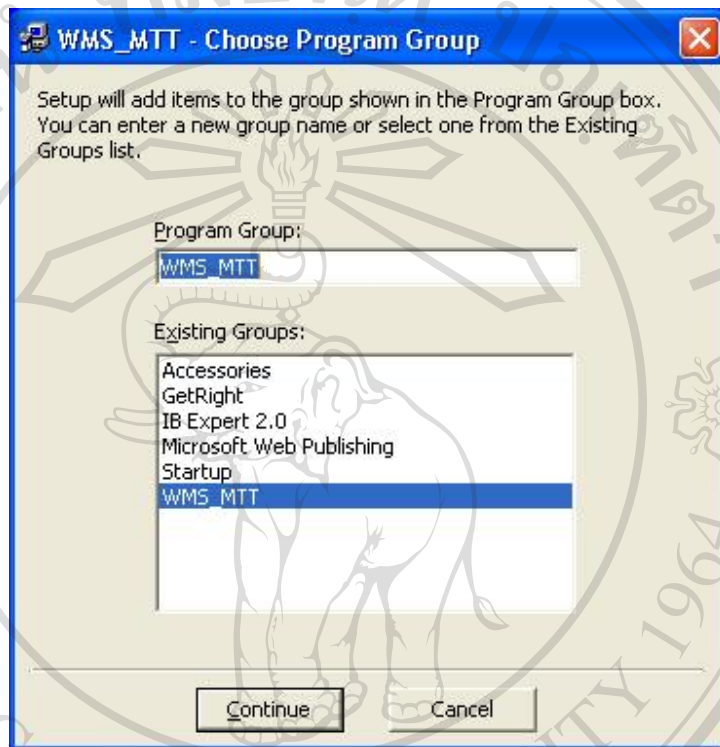 WMS_MTT - Choose Program Group
Setup will add items to the group shown in the Program Group box.
You can enter a new group name or select one from the Existing
Groups list.
Program Group:
WMS_MTT
Existing Groups:
Accessories
GetRight
IB Expert 2.0
Microsoft Web Publishing
Startup
WMS_MTT
Continue
Cancel
1964